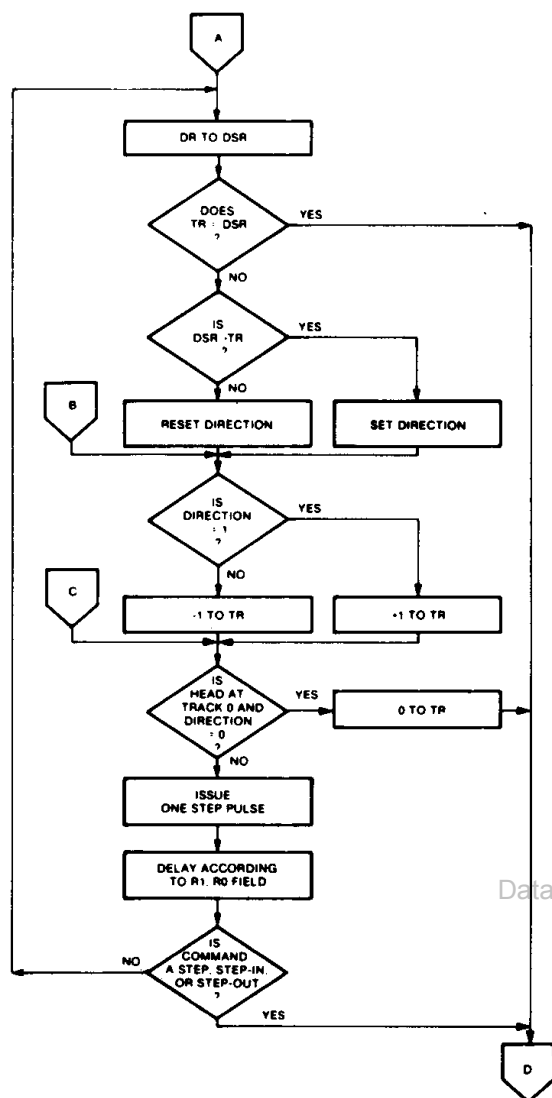 A
DR TO DSR
DOES
TR = DSR
?
YES
NO
IS
DSR >TR
?
YES
NO
B
RESET DIRECTION
SET DIRECTION
IS
DIRECTION
= 1
?
YES
NO
C
-1 TO TR
+1 TO TR
IS
HEAD AT
TRACK 0 AND
DIRECTION
= 0
?
YES
0 TO TR
NO
ISSUE
ONE STEP PULSE
DELAY ACCORDING
TO R1, R0 FIELD
Data
IS
COMMAND
A STEP, STEP-IN,
OR STEP-OUT
?
NO
YES
D